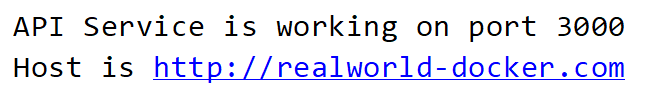 API Service is working on port 3000
Host is http://realworld-docker.com